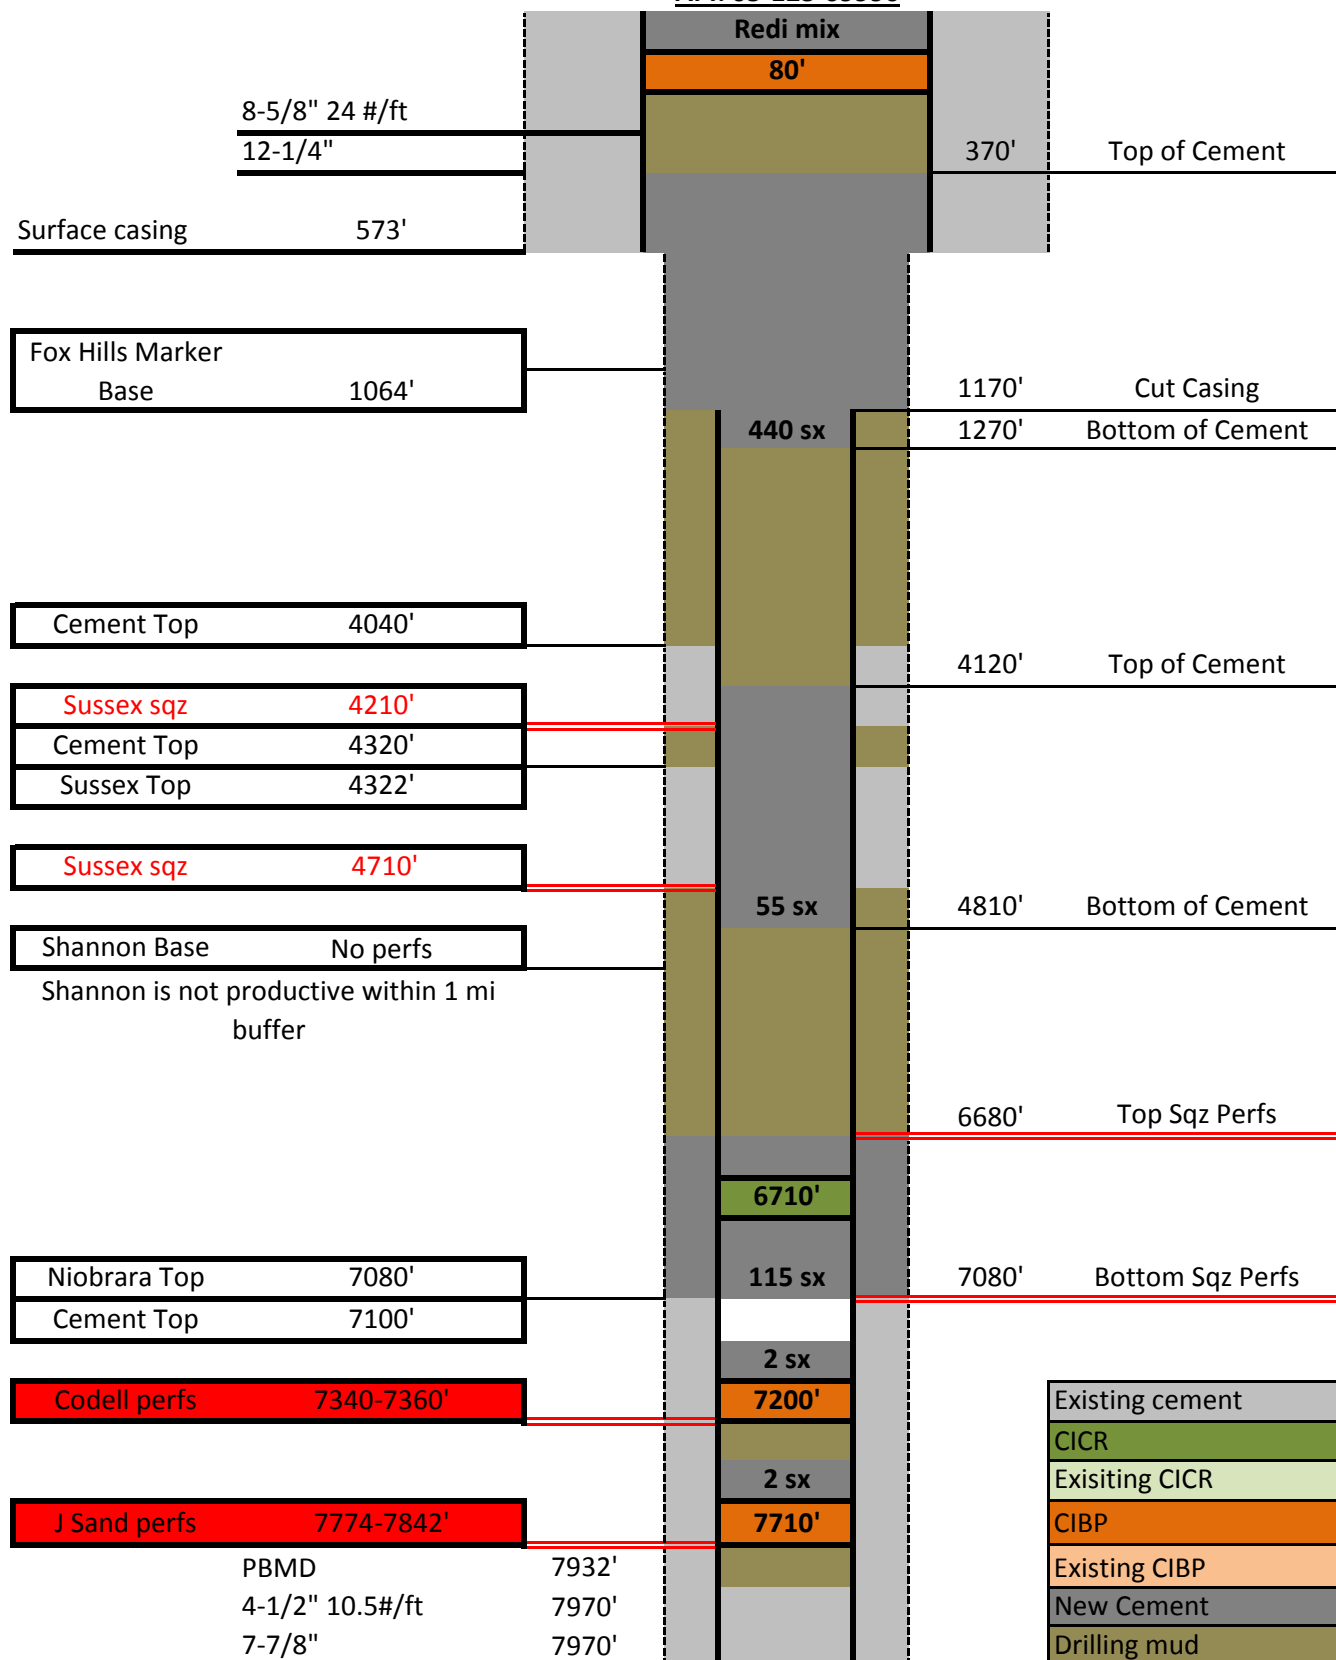 Redi mix
80'
8-5/8" 24 #/ft
12-1/4"
370' Top of Cement
Surface casing 573'
Fox Hills Marker
Base 1064'
1170' Cut Casing
440 sx
1270' Bottom of Cement
Cement Top 4040'
4120' Top of Cement
Sussex sqz 4210'
Cement Top 4320'
Sussex Top 4322'
Sussex sqz 4710'
55 sx
4810' Bottom of Cement
Shannon Base No perfs
Shannon is not productive within 1 mi
buffer
6680' Top Sqz Perfs
6710'
Niobrara Top 7080'
115 sx
7080' Bottom Sqz Perfs
Cement Top 7100'
2 sx
Codell perfs 7340-7360'
7200'
2 sx
J Sand perfs 7774-7842'
7710'
PBMD 7932'
4-1/2" 10.5#/ft 7970'
7-7/8" 7970'
Existing cement
CICR
Exisiting CICR
CIBP
Existing CIBP
New Cement
Drilling mud